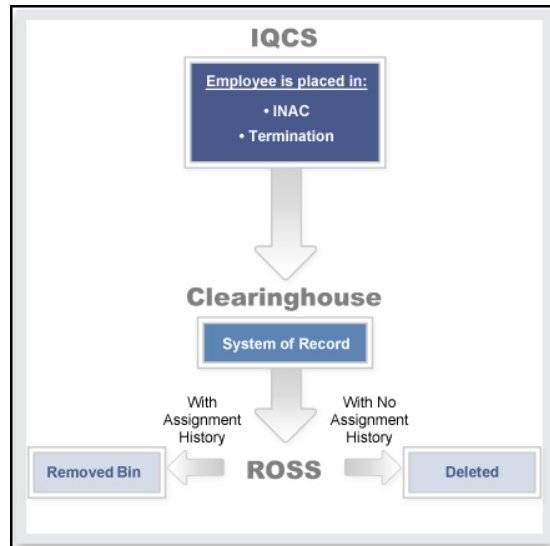 IQCS
Employee is placed in:
• INAC
• Termination
Clearinghouse
System of Record
With
Assignment
History
With No
Assignment
History
Removed Bin
ROSS
Deleted